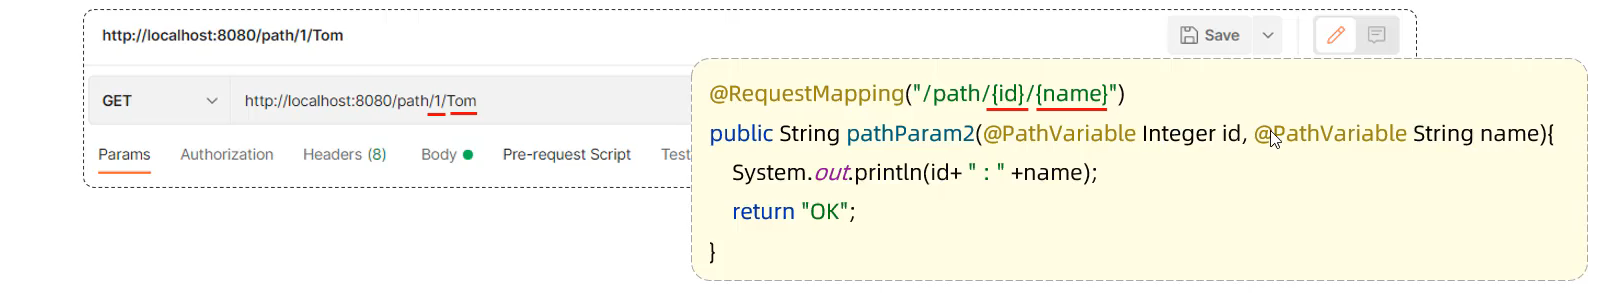 http://localhost:8080/path/1/Tom
Save
GET
http://localhost:8080/path/1/Tom
Params Authorization Headers (8) Body Pre-request Script Test
@RequestMapping("/path/{id}/{name}")
public String pathParam2(@PathVariable Integer id, @PathVariable String name){
System.out.println(id+ " : " +name);
return "OK";
}